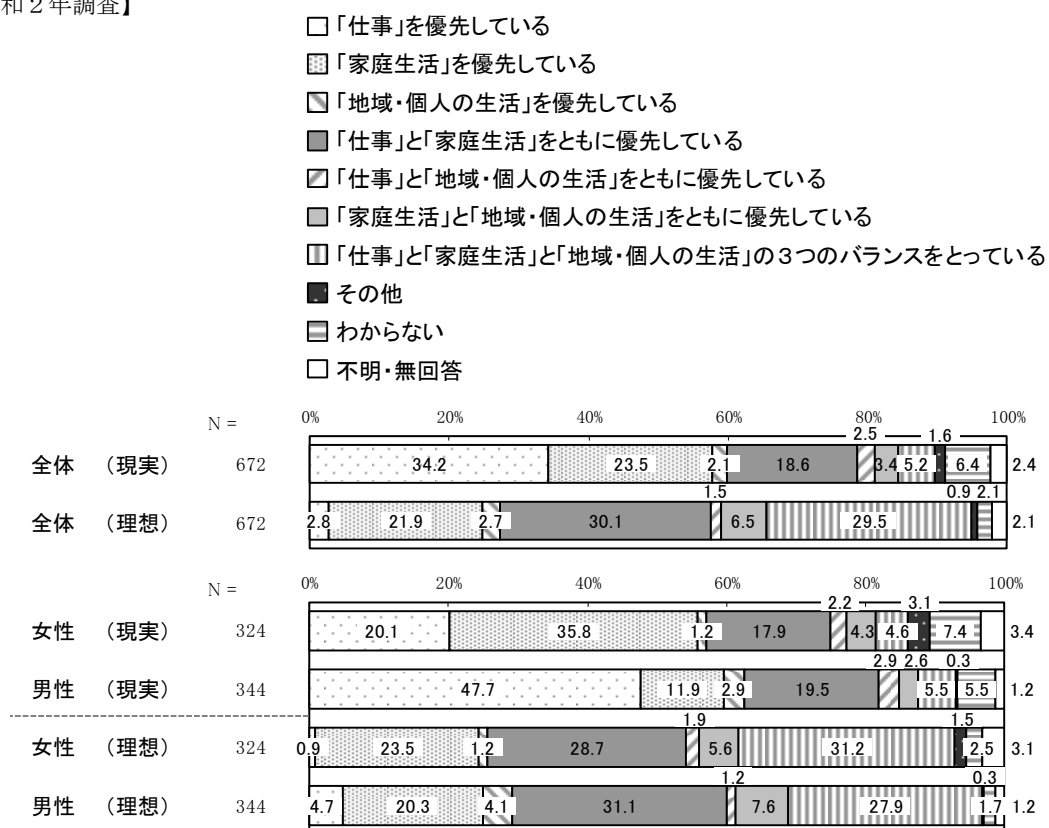 和２年調査】
「仕事」を優先している
「家庭生活」を優先している
「地域・個人の生活」を優先している
「仕事」と「家庭生活」をともに優先している
「仕事」と「地域・個人の生活」をともに優先している
「家庭生活」と「地域・個人の生活」をともに優先している
「仕事」と「家庭生活」と「地域・個人の生活」の３つのバランスをとっている
その他
わからない
不明・無回答
N = 0% 20% 40% 60% 80% 100%
2.5 1.6
全体 （現実） 672 34.2 23.5 2.1 18.6 3.4 5.2 6.4 2.4
1.5 0.9 2.1
全体 （理想） 672 2.8 21.9 2.7 30.1 6.5 29.5 2.1
N = 0% 20% 40% 60% 80% 100%
2.2 3.1
女性 （現実） 324 20.1 35.8 1.2 17.9 4.3 4.6 7.4 3.4
2.9 2.6 0.3
男性 （現実） 344 47.7 11.9 2.9 19.5 5.5 5.5 1.2
1.9 1.5
女性 （理想） 324 0.9 23.5 1.2 28.7 5.6 31.2 2.5 3.1
1.2 0.3
男性 （理想） 344 4.7 20.3 4.1 31.1 7.6 27.9 1.7 1.2